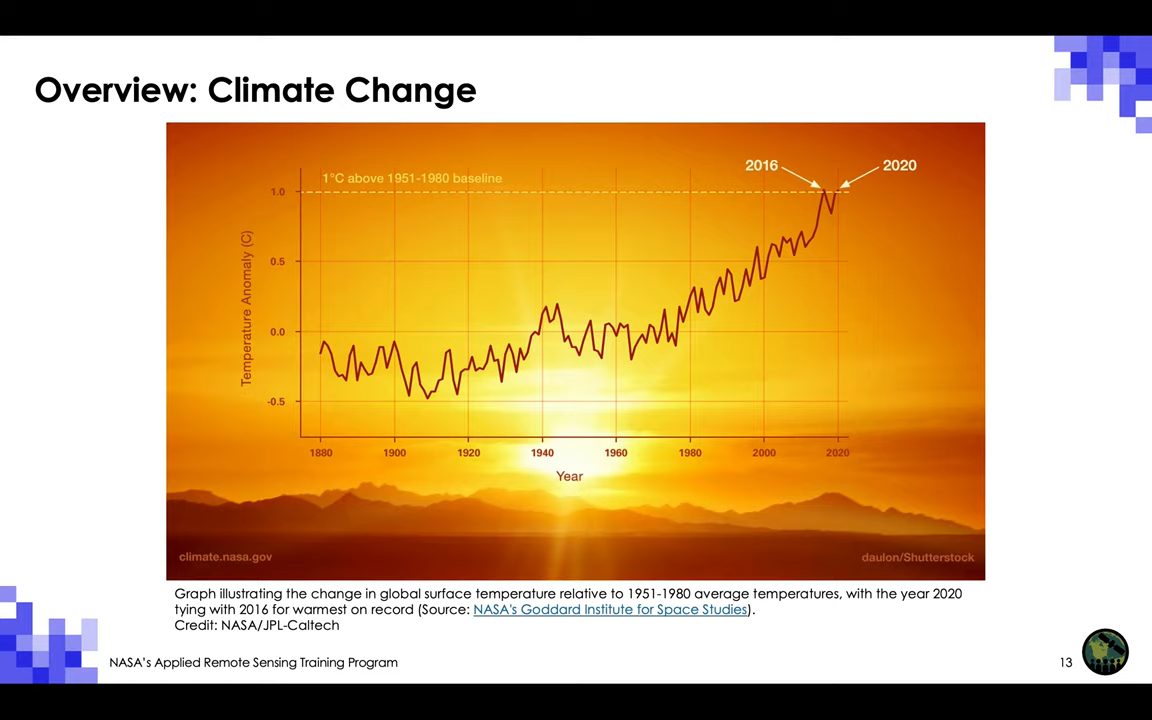 Overview: Climate Change
2016
2020
1°C above 1951-1980 baseline
1.0
0.5
0.0
-0.5
Temperature Anomaly (C)
1880 1900 1920 1940 1960 1980 2000 2020
Year
climate.nasa.gov
daulon/Shutterstock
Graph illustrating the change in global surface temperature relative to 1951-1980 average temperatures, with the year 2020
tying with 2016 for warmest on record (Source: NASA's Goddard Institute for Space Studies).
Credit: NASA/JPL-Caltech
NASA's Applied Remote Sensing Training Program
13